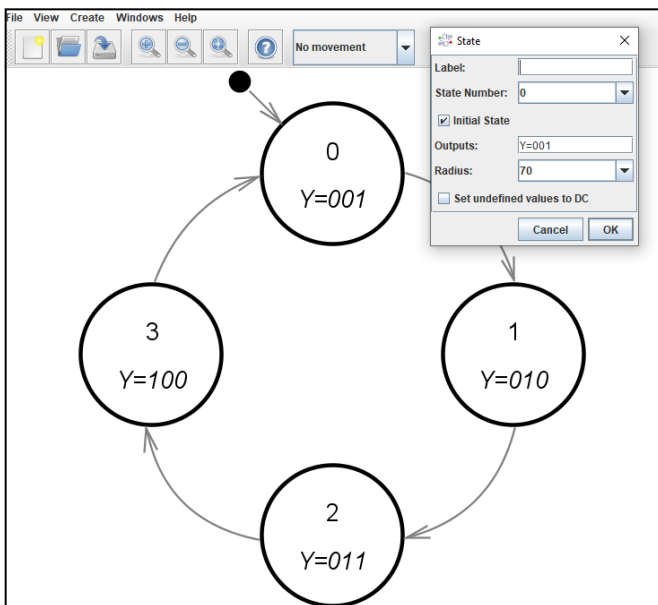 File View Create Windows Help
No movement
State
Label:
State Number: 0
Initial State
Outputs: Y=001
Radius: 70
Set undefined values to DC
Cancel OK
0
Y=001
3
Y=100
1
Y=010
2
Y=011